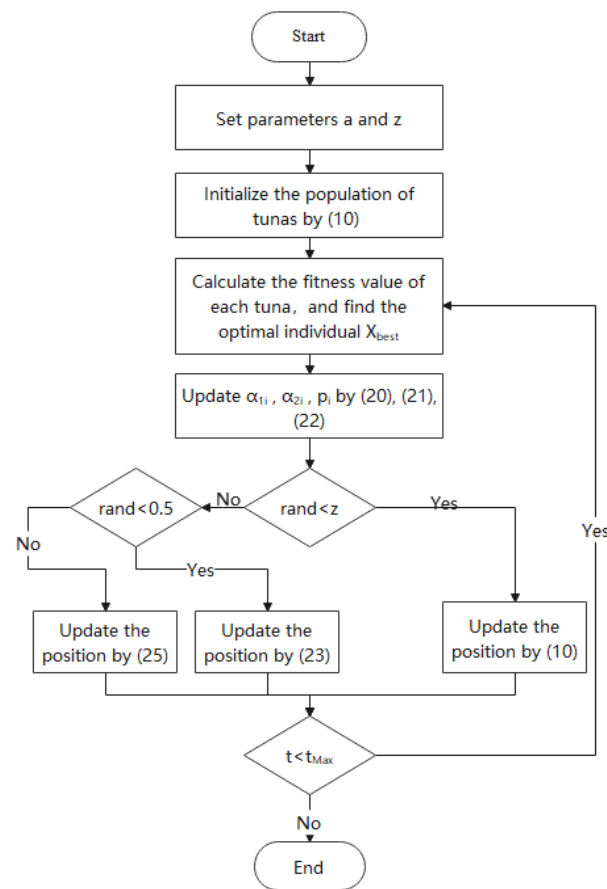 Start
Set parameters a and z
Initialize the population of
tunas by (10)
Calculate the fitness value of
each tuna, and find the
optimal individual Xbest
Update α1i , α2i , pi by (20), (21),
(22)
rand<0.5
No
rand<z
Yes
No
Yes
Yes
Update the
position by (25)
Update the
position by (23)
Update the
position by (10)
t<tMax
No
End